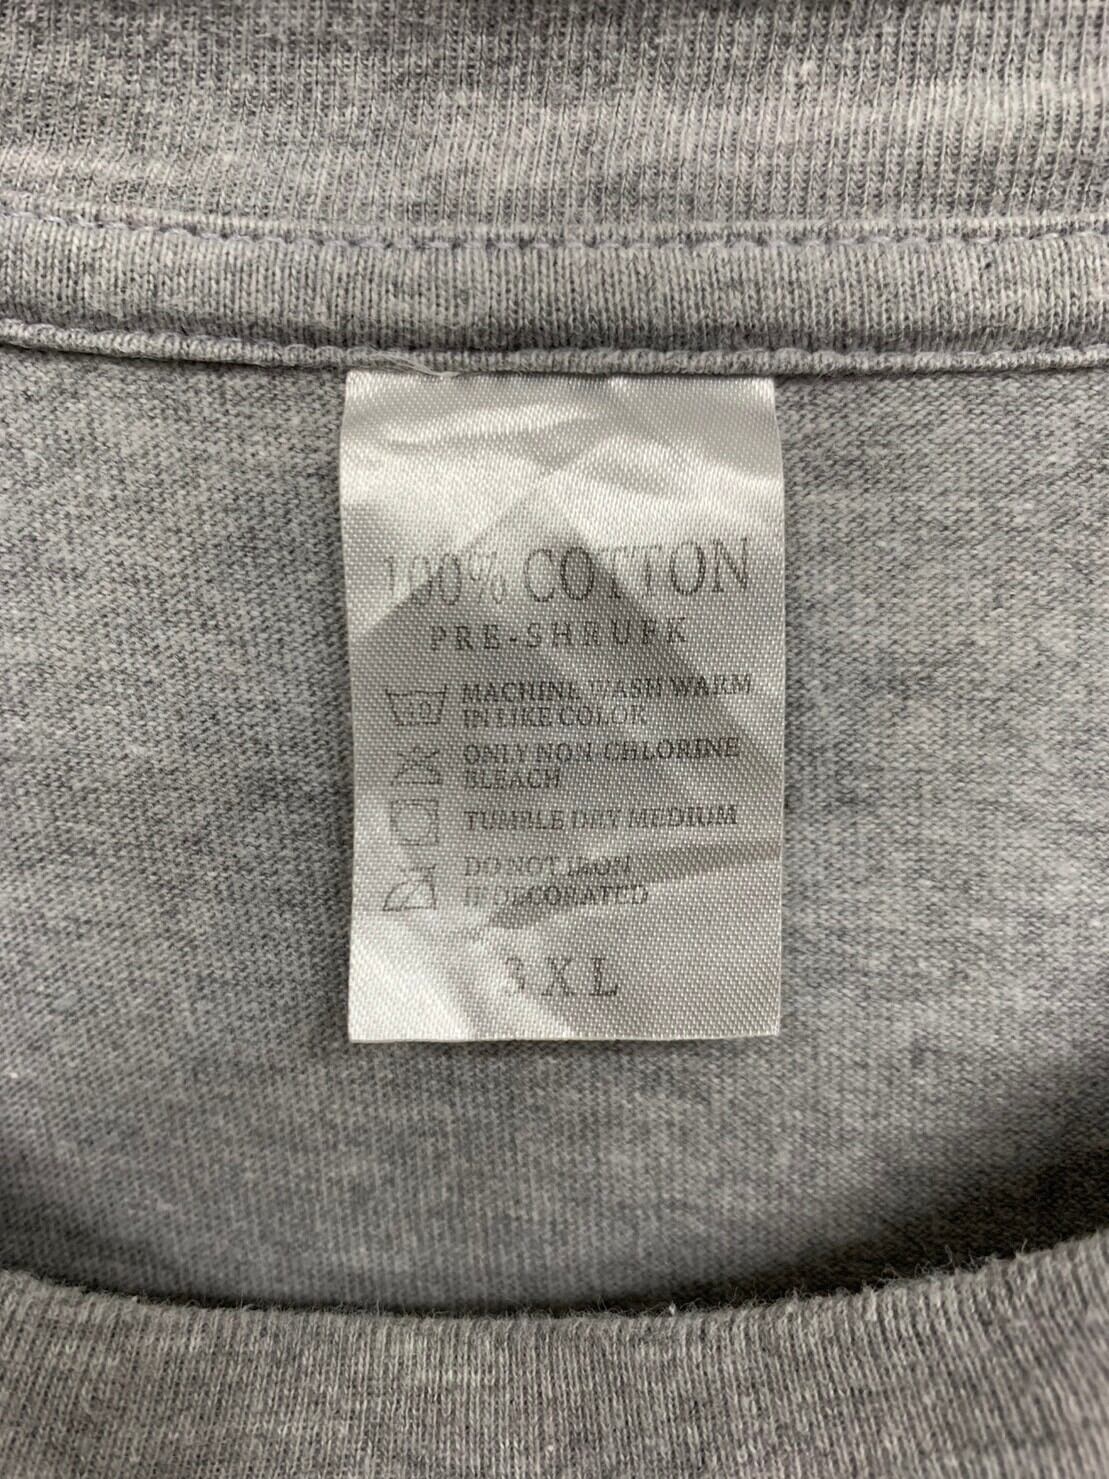 100% COTTON
PRE-SHRUPK
MACHINE WASH WARM
IN LIKE COLOR
ONLY NON-CHLORINE
BLEACH
TUMBLE DRY MEDIUM
DO NOT IRON
IF DECORATED
3XL